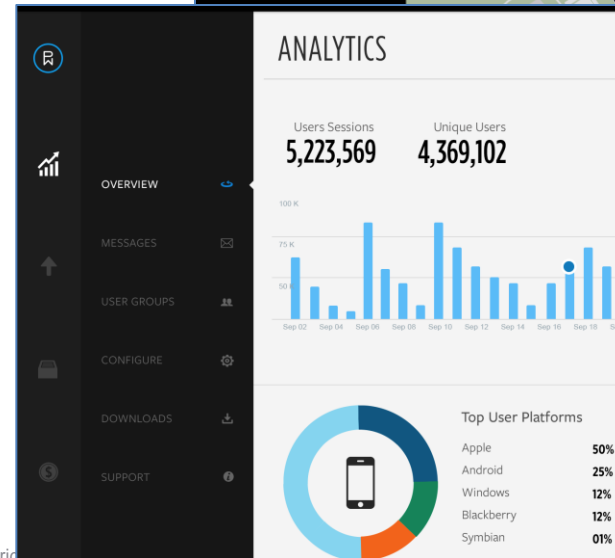 ANALYTICS
Users Sessions
5,223,569
Unique Users
4,369,102
OVERVIEW
MESSAGES
USER GROUPS
CONFIGURE
DOWNLOADS
SUPPORT
100 K
75 K
50
Sep 02 Sep 04 Sep 06 Sep 08 Sep 10 Sep 12 Sep 14 Sep 16 Sep 18
Top User Platforms
Apple 50%
Android 25%
Windows 12%
Blackberry 12%
Symbian 01%